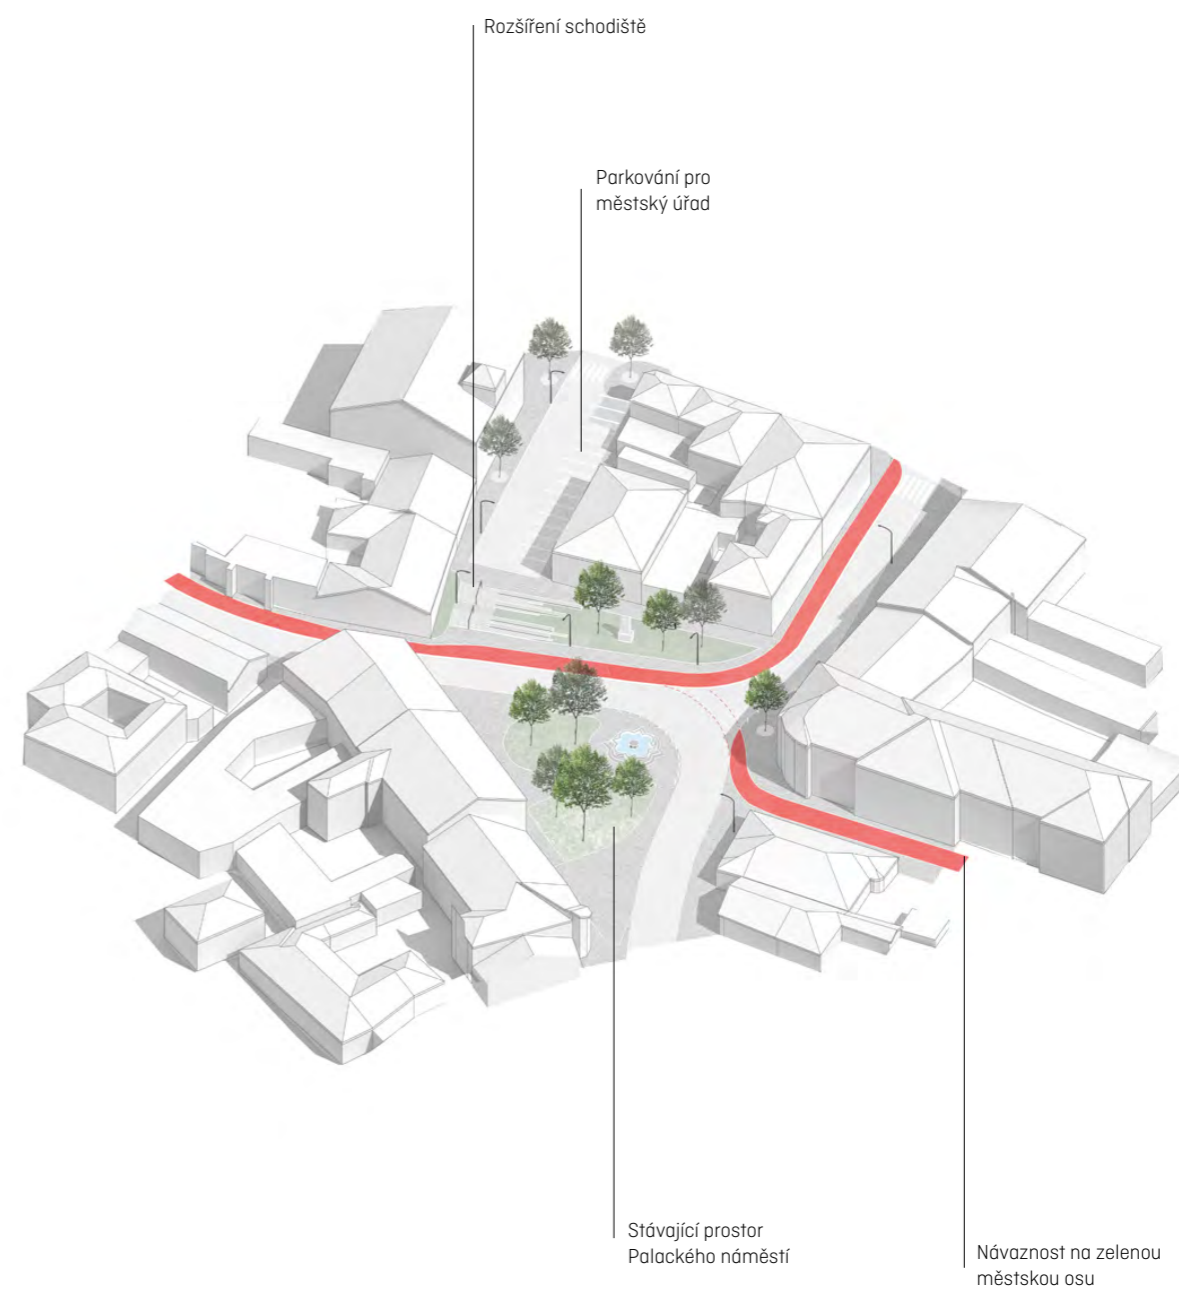 Rozšíření schodiště
Parkování pro
městský úřad
Stávající prostor
Palackého náměstí
Návaznost na zelenou
městskou osu